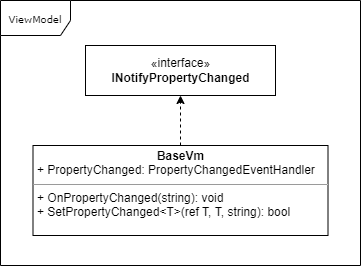 ViewModel
«interface»
INotifyPropertyChanged
BaseVm
+ PropertyChanged: PropertyChangedEventHandler
+ OnPropertyChanged(string): void
+ SetPropertyChanged<T>(ref T, T, string): bool